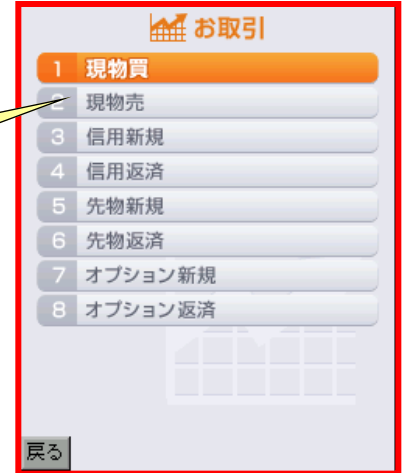 お取引
1 現物買
2 現物売
3 信用新規
4 信用返済
5 先物新規
6 先物返済
7 オプション新規
8 オプション返済
戻る